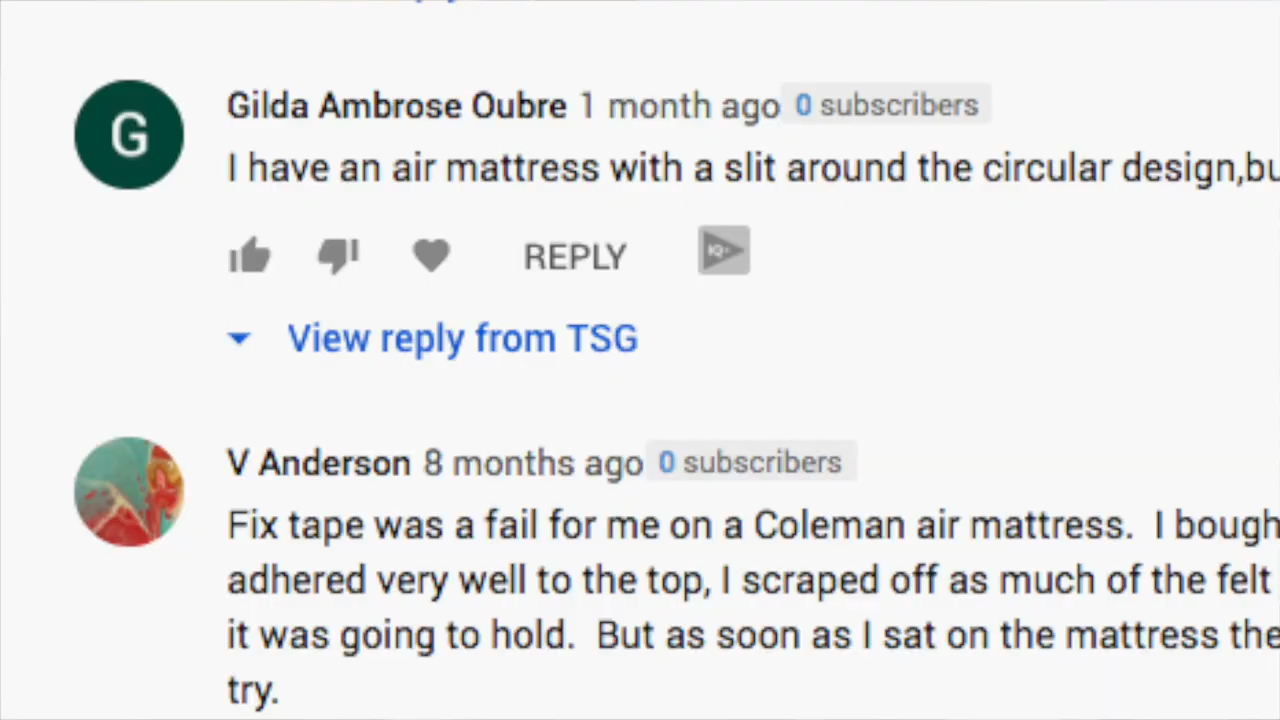 G
Gilda Ambrose Oubre 1 month ago 0 subscribers
I have an air mattress with a slit around the circular design,bu
REPLY
View reply from TSG
V Anderson 8 months ago 0 subscribers
Fix tape was a fail for me on a Coleman air mattress. I bough
adhered very well to the top, I scraped off as much of the felt
it was going to hold. But as soon as I sat on the mattress the
try.